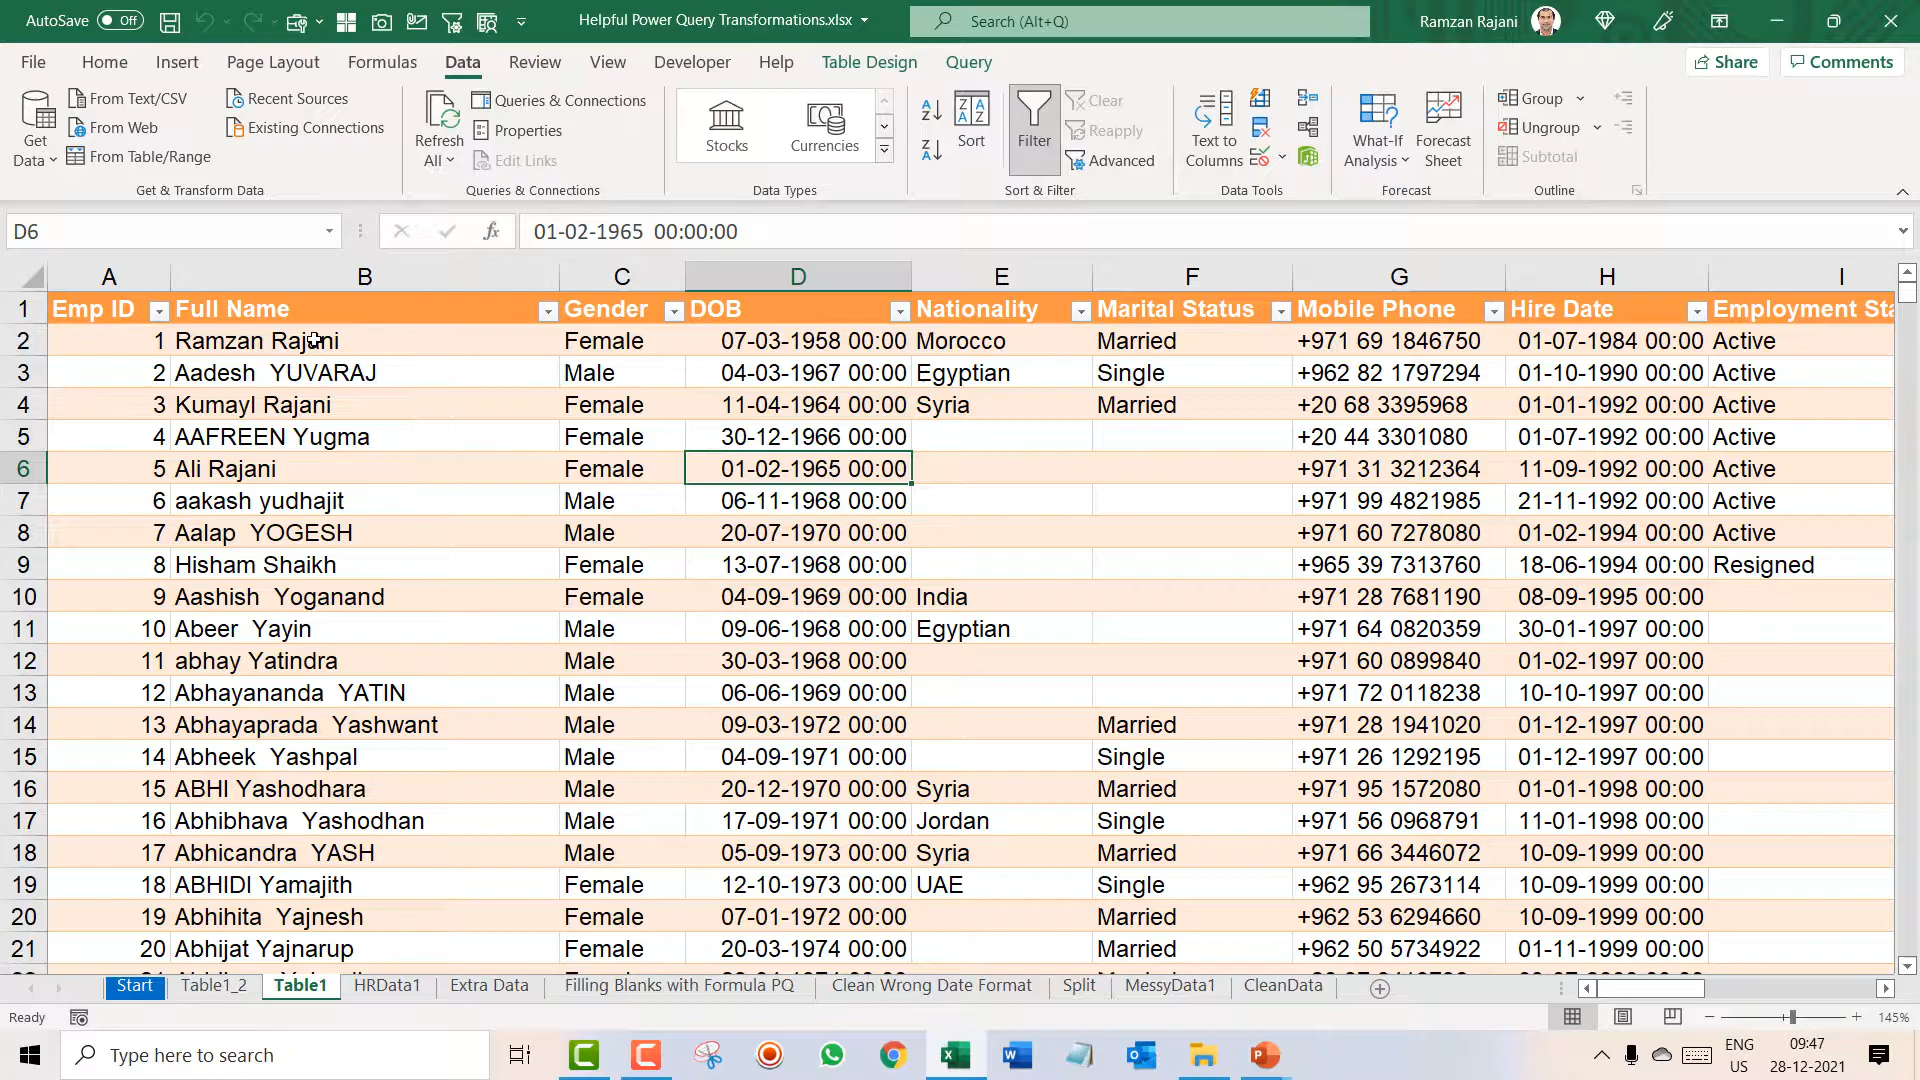 AutoSave Off Helpful Power Query Transformations.xlsx Search (Alt+Q) Ramzan Rajani
File Home Insert Page Layout Formulas Data Review View Developer Help Table Design Query Share Comments
Get Data
From Text/CSV
From Web
From Table/Range
Recent Sources
Existing Connections
Get & Transform Data
Refresh All
Queries & Connections
Properties
Edit Links
Queries & Connections
Stocks Currencies
Data Types
Sort
Filter
Clear
Reapply
Advanced
Sort & Filter
Text to Columns
Data Tools
What-If Analysis
Forecast Sheet
Forecast
Group
Ungroup
Subtotal
Outline
D6 fx 01-02-1965 00:00:00
A B C D E F G H I
1 Emp ID Full Name Gender DOB Nationality Marital Status Mobile Phone Hire Date Employment Sta
2 1 Ramzan Rajani Female 07-03-1958 00:00 Morocco Married +971 69 1846750 01-07-1984 00:00 Active
3 2 Aadesh YUVARAJ Male 04-03-1967 00:00 Egyptian Single +962 82 1797294 01-10-1990 00:00 Active
4 3 Kumayl Rajani Female 11-04-1964 00:00 Syria Married +20 68 3395968 01-01-1992 00:00 Active
5 4 AAFREEN Yugma Female 30-12-1966 00:00 +20 44 3301080 01-07-1992 00:00 Active
6 5 Ali Rajani Female 01-02-1965 00:00 +971 31 3212364 11-09-1992 00:00 Active
7 6 aakash yudhajit Male 06-11-1968 00:00 +971 99 4821985 21-11-1992 00:00 Active
8 7 Aalap YOGESH Male 20-07-1970 00:00 +971 60 7278080 01-02-1994 00:00 Active
9 8 Hisham Shaikh Female 13-07-1968 00:00 +965 39 7313760 18-06-1994 00:00 Resigned
10 9 Aashish Yoganand Female 04-09-1969 00:00 India +971 28 7681190 08-09-1995 00:00
11 10 Abeer Yayin Male 09-06-1968 00:00 Egyptian +971 64 0820359 30-01-1997 00:00
12 11 abhay Yatindra Male 30-03-1968 00:00 +971 60 0899840 01-02-1997 00:00
13 12 Abhayananda YATIN Male 06-06-1969 00:00 +971 72 0118238 10-10-1997 00:00
14 13 Abhayaprada Yashwant Male 09-03-1972 00:00 Married +971 28 1941020 01-12-1997 00:00
15 14 Abheek Yashpal Male 04-09-1971 00:00 Single +971 26 1292195 01-12-1997 00:00
16 15 ABHI Yashodhara Male 20-12-1970 00:00 Syria Married +971 95 1572080 01-01-1998 00:00
17 16 Abhibhava Yashodhan Male 17-09-1971 00:00 Jordan Single +971 56 0968791 11-01-1998 00:00
18 17 Abhicandra YASH Male 05-09-1973 00:00 Syria Married +971 66 3446072 10-09-1999 00:00
19 18 ABHIDI Yamajith Female 12-10-1973 00:00 UAE Single +962 95 2673114 10-09-1999 00:00
20 19 Abhihita Yajnesh Female 07-01-1972 00:00 Married +962 53 6294660 10-09-1999 00:00
21 20 Abhijat Yajnarup Female 20-03-1974 00:00 Married +962 50 5734922 01-11-1999 00:00
Start Table1_2 Table1 HRData1 Extra Data Filling Blanks with Formula PQ Clean Wrong Date Format Split MessyData1 CleanData
Ready 145%
Type here to search ENG US 09:47 28-12-2021